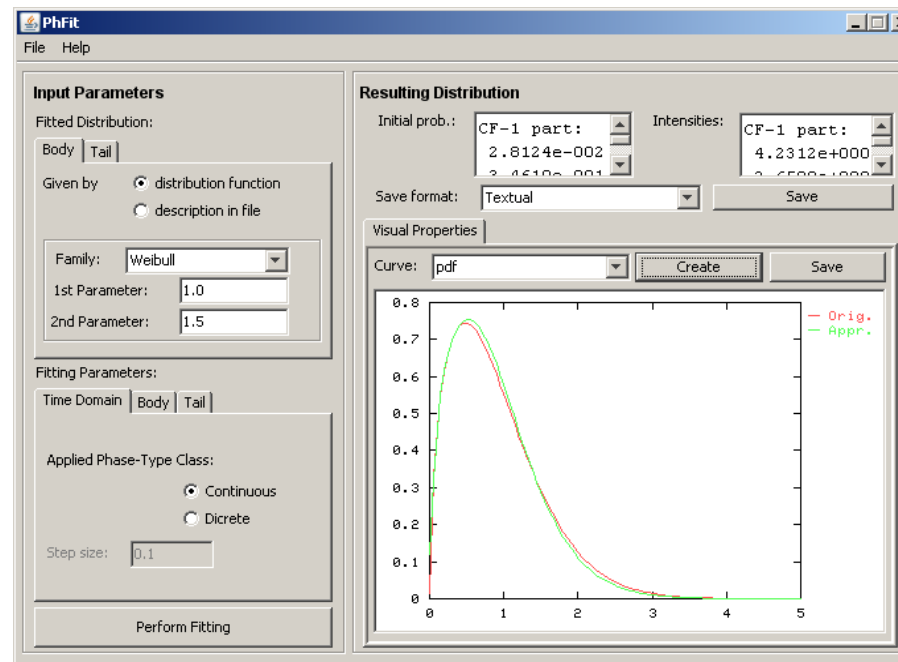 PhFit
File Help
Input Parameters
Fitted Distribution:
Body Tail
Given by distribution function
description in file
Family: Weibull
1st Parameter: 1.0
2nd Parameter: 1.5
Fitting Parameters:
Time Domain Body Tail
Applied Phase-Type Class:
Continuous
Dicrete
Step size: 0.1
Perform Fitting
Resulting Distribution
Initial prob.: CF-1 part:
2.8124e-002
Intensities: CF-1 part:
4.2312e+000
Save format: Textual Save
Visual Properties
Curve: pdf Create Save
0.8
0.7
0.6
0.5
0.4
0.3
0.2
0.1
0
0 1 2 3 4 5
Orig.
Appr.